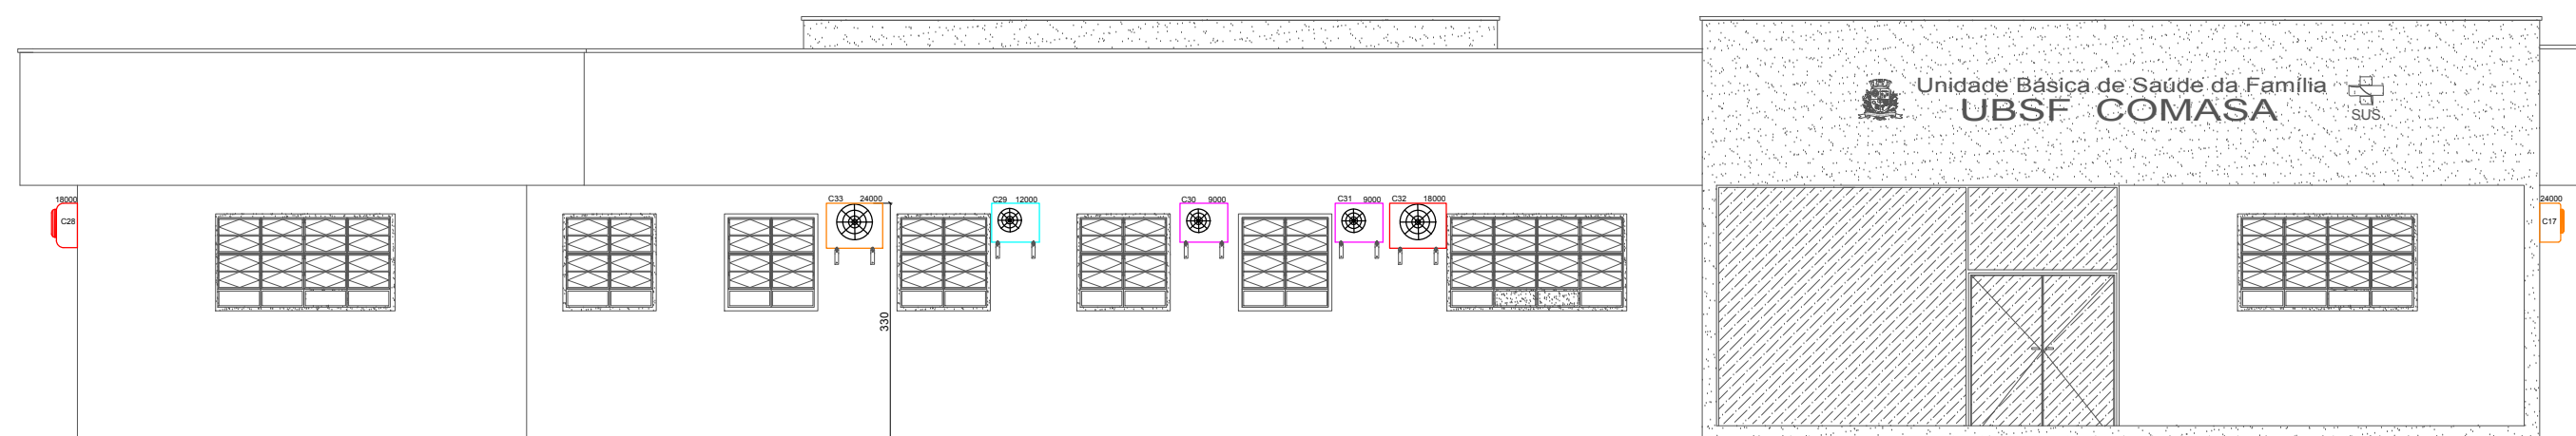 Unidade Básica de Saúde da Família
UBSF COMASA
SUS
18000
C28
C33 24000
C29 12000
C30 9000
C31 9000
C32 18000
24000
C17
330